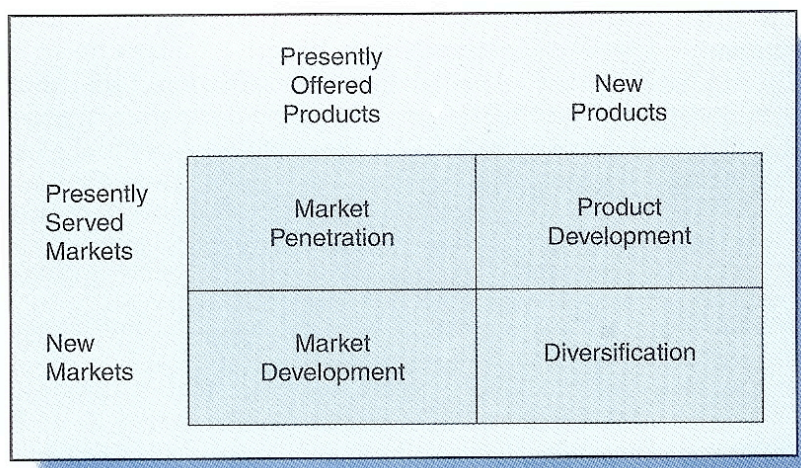 Presently
Offered
Products
New
Products
Presently
Served
Markets
Market
Penetration
Product
Development
New
Markets
Market
Development
Diversification